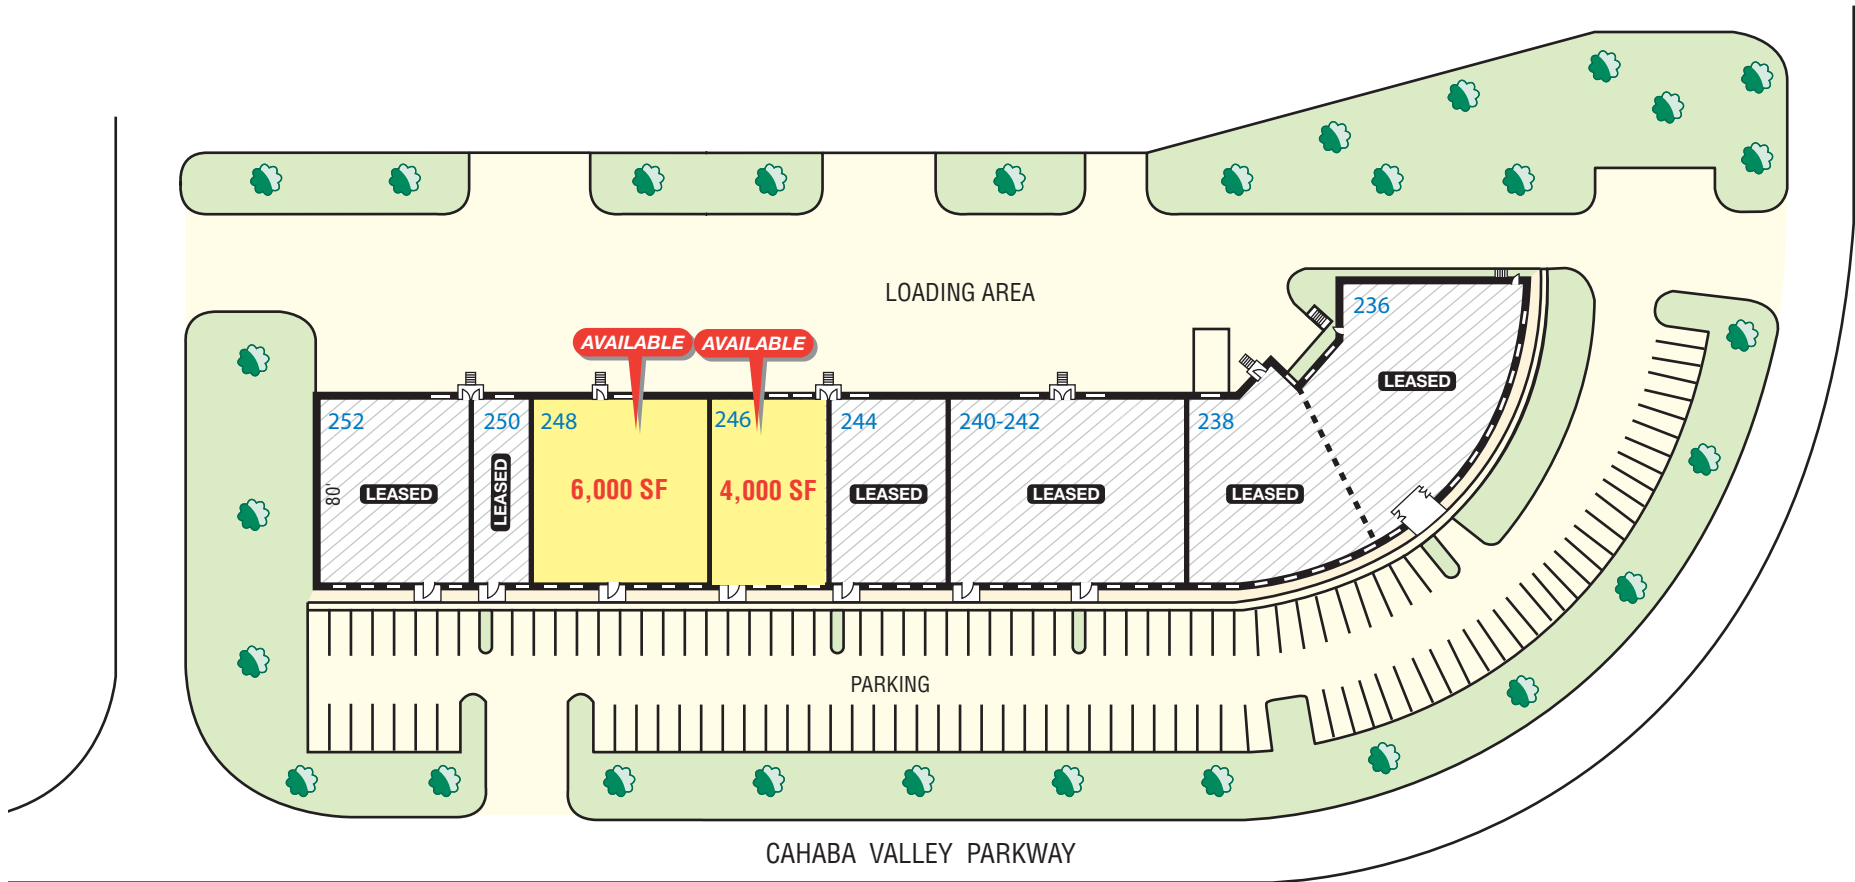 LOADING AREA
236
AVAILABLE
AVAILABLE
LEASED
252
250
248
246
244
240-242
238
80'
LEASED
LEASED
6,000 SF
4,000 SF
LEASED
LEASED
LEASED
PARKING
CAHABA VALLEY PARKWAY